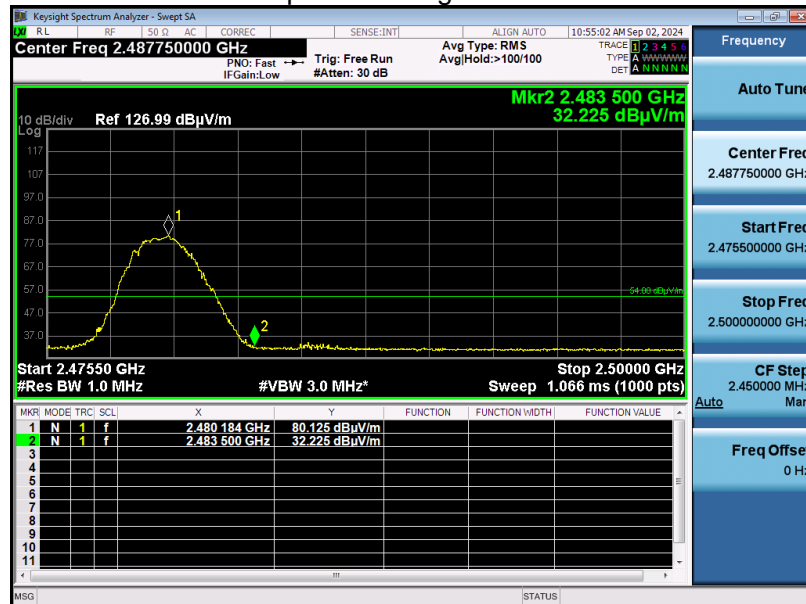 Keysight Spectrum Analyzer - Swept SA
LXI RL RF 50 Ω AC CORREC SENSE:INT ALIGN AUTO 10:55:02 AM Sep 02, 2024
Center Freq 2.487750000 GHz
PNO: Fast
IFGain:Low
Trig: Free Run
#Atten: 30 dB
Avg Type: RMS
Avg|Hold:>100/100
TRACE 1 2 3 4 5 6
TYPE A WWWWW
DET A N N N N N
Mkr2 2.483 500 GHz
32.225 dBµV/m
10 dB/div Ref 126.99 dBµV/m
Log
117
107
97.0
87.0
77.0
67.0
57.0
47.0
37.0
1
2
54.00 dBµV/m
Start 2.47550 GHz Stop 2.50000 GHz
#Res BW 1.0 MHz #VBW 3.0 MHz* Sweep 1.066 ms (1000 pts)
MKR MODE TRC SCL X Y FUNCTION FUNCTION WIDTH FUNCTION VALUE
1 N 1 f 2.480 184 GHz 80.125 dBµV/m
2 N 1 f 2.483 500 GHz 32.225 dBµV/m
3
4
5
6
7
8
9
10
11
MSG STATUS
Frequency
Auto Tune
Center Freq
2.487750000 GHz
Start Freq
2.475500000 GHz
Stop Freq
2.500000000 GHz
CF Step
2.450000 MHz
Auto Man
Freq Offset
0 Hz